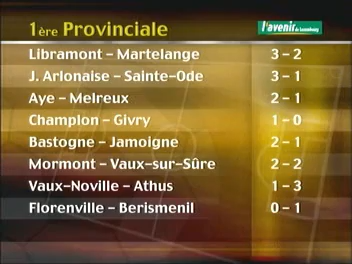 1ère Provinciale
l'avenir du Luxembourg
Libramont – Martelange 3 – 2
J. Arlonaise – Sainte-Ode 3 – 1
Aye – Melreux 2 – 1
Champlon – Givry 1 – 0
Bastogne – Jamoigne 2 – 1
Mormont – Vaux-sur-Sûre 2 – 2
Vaux-Noville – Athus 1 – 3
Florenville – Berismenil 0 – 1